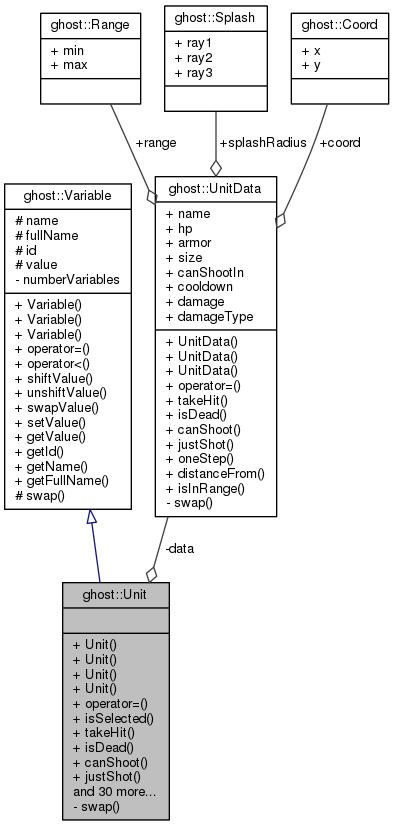 ghost::Range
+ min
+ max
ghost::Splash
+ ray1
+ ray2
+ ray3
ghost::Coord
+ x
+ y
+range
+splashRadius
+coord
ghost::Variable
# name
# fullName
# id
# value
- numberVariables
+ Variable()
+ Variable()
+ Variable()
+ operator=()
+ operator<()
+ shiftValue()
+ unshiftValue()
+ swapValue()
+ setValue()
+ getValue()
+ getId()
+ getName()
+ getFullName()
# swap()
ghost::UnitData
+ name
+ hp
+ armor
+ size
+ canShootIn
+ cooldown
+ damage
+ damageType
+ UnitData()
+ UnitData()
+ UnitData()
+ operator=()
+ takeHit()
+ isDead()
+ canShoot()
+ justShot()
+ oneStep()
+ distanceFrom()
+ isInRange()
- swap()
-data
ghost::Unit
+ Unit()
+ Unit()
+ Unit()
+ Unit()
+ operator=()
+ isSelected()
+ takeHit()
+ isDead()
+ canShoot()
+ justShot()
and 30 more...
- swap()